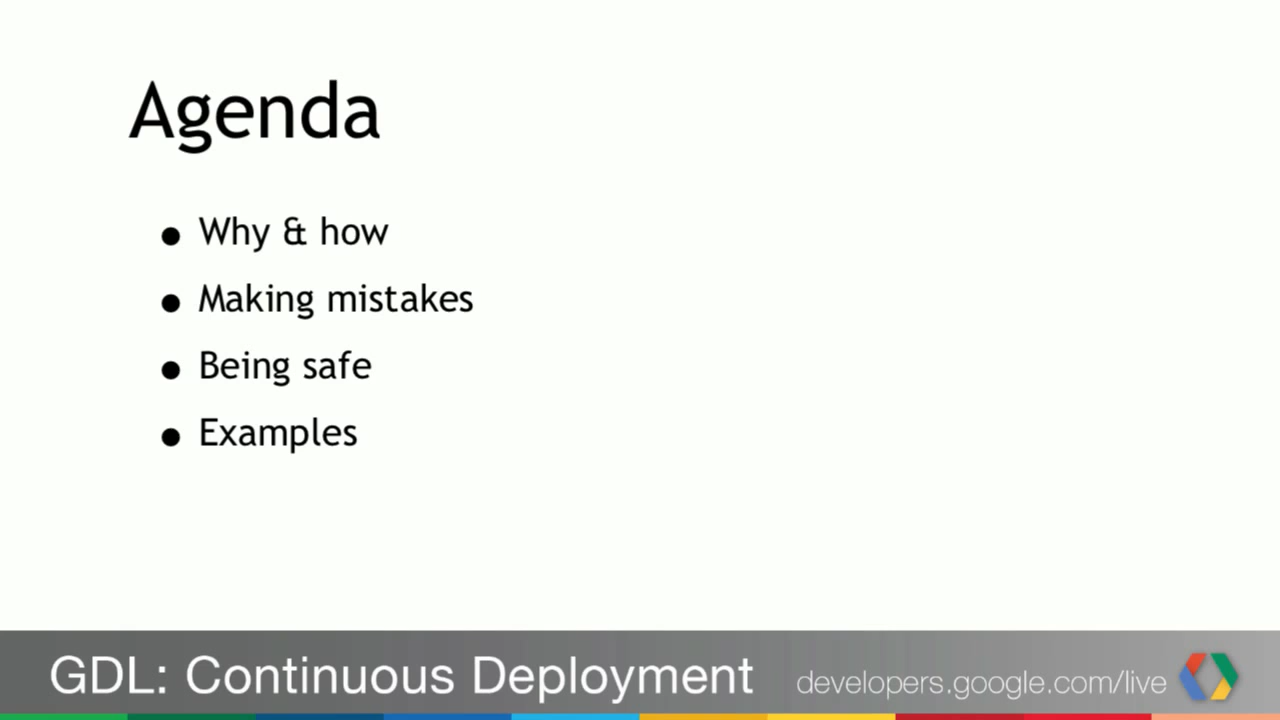 Agenda
• Why & how
• Making mistakes
• Being safe
• Examples
GDL: Continuous Deployment
developers.google.com/live